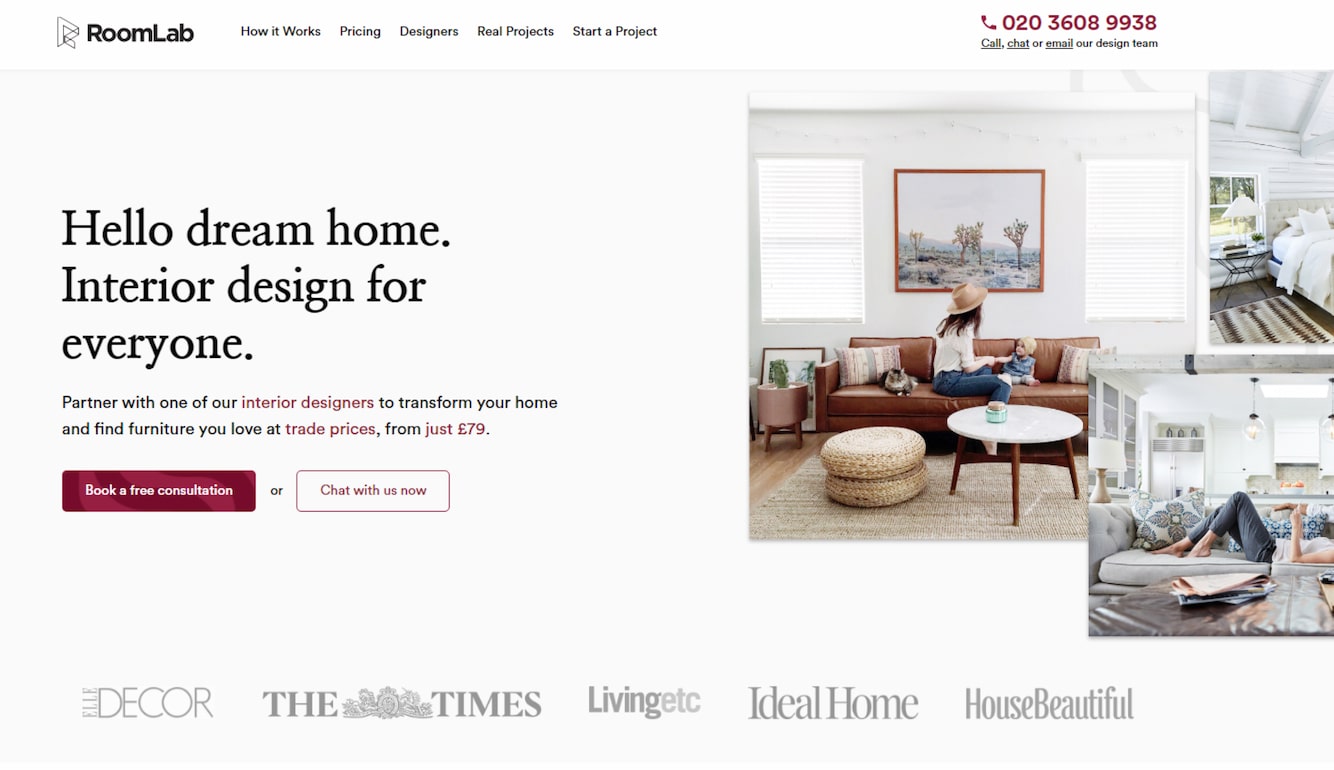 RoomLab
How it Works Pricing Designers Real Projects Start a Project
020 3608 9938
Call, chat or email our design team
Hello dream home.
Interior design for
everyone.
Partner with one of our interior designers to transform your home
and find furniture you love at trade prices, from just £79.
Book a free consultation or Chat with us now
ELLE DECOR THE TIMES Livingetc Ideal Home HouseBeautiful